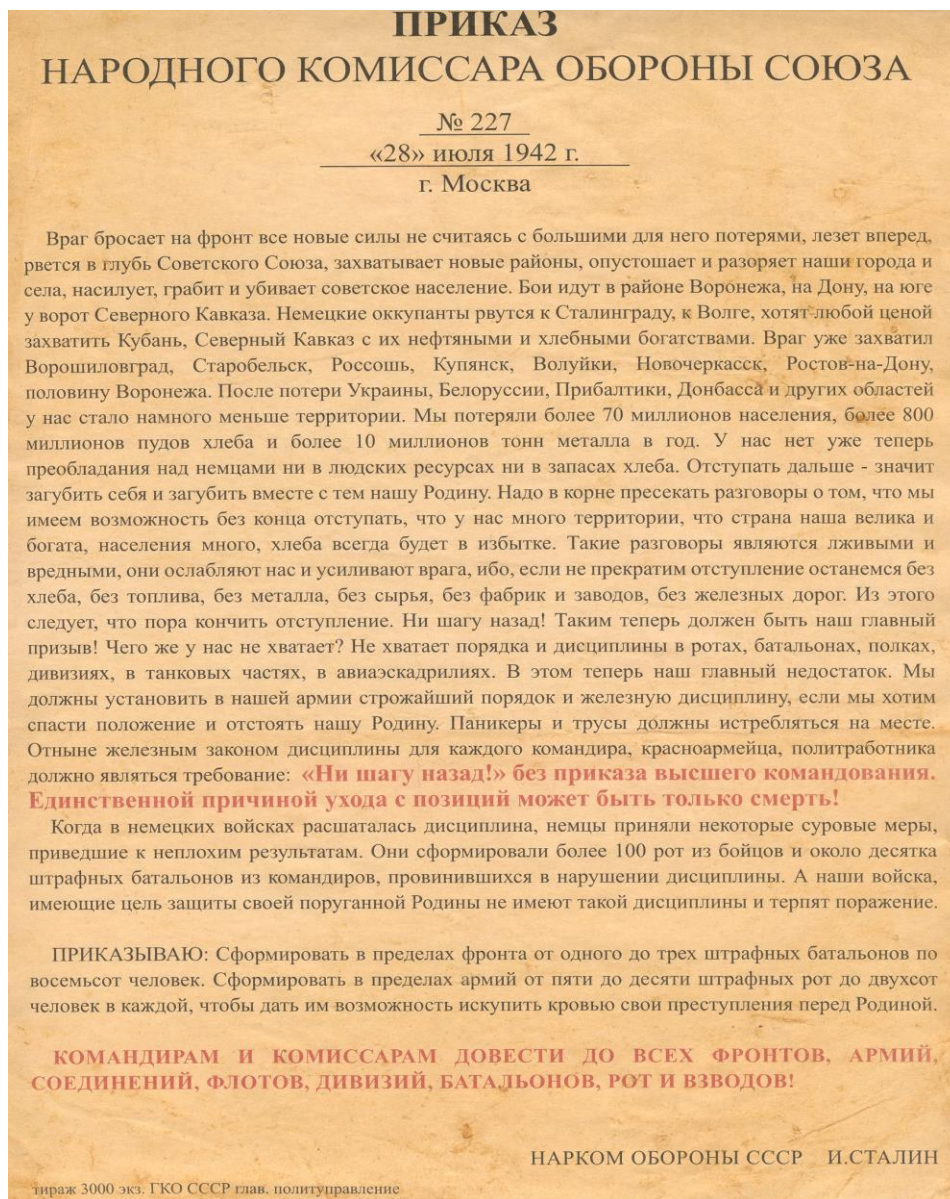 ПРИКАЗ
НАРОДНОГО КОМИССАРА ОБОРОНЫ СОЮЗА
№ 227
«28» июля 1942 г.
г. Москва
Враг бросает на фронт все новые силы не считаясь с большими для него потерями, лезет вперед,
рвется в глубь Советского Союза, захватывает новые районы, опустошает и разоряет наши города и
села, насилует, грабит и убивает советское население. Бои идут в районе Воронежа, на Дону, на юге
у ворот Северного Кавказа. Немецкие оккупанты рвутся к Сталинграду, к Волге, хотят любой ценой
захватить Кубань, Северный Кавказ с их нефтяными и хлебными богатствами. Враг уже захватил
Ворошиловград, Старобельск, Россошь, Купянск, Волуйки, Новочеркасск, Ростов-на-Дону,
половину Воронежа. После потери Украины, Белоруссии, Прибалтики, Донбасса и других областей
у нас стало намного меньше территории. Мы потеряли более 70 миллионов населения, более 800
миллионов пудов хлеба и более 10 миллионов тонн металла в год. У нас нет уже теперь
преобладания над немцами ни в людских ресурсах ни в запасах хлеба. Отступать дальше - значит
загубить себя и загубить вместе с тем нашу Родину. Надо в корне пресекать разговоры о том, что мы
имеем возможность без конца отступать, что у нас много территории, что страна наша велика и
богата, населения много, хлеба всегда будет в избытке. Такие разговоры являются лживыми и
вредными, они ослабляют нас и усиливают врага, ибо, если не прекратим отступление останемся без
хлеба, без топлива, без металла, без сырья, без фабрик и заводов, без железных дорог. Из этого
следует, что пора кончить отступление. Ни шагу назад! Таким теперь должен быть наш главный
призыв! Чего же у нас не хватает? Не хватает порядка и дисциплины в ротах, батальонах, полках,
дивизиях, в танковых частях, в авиаэскадрилиях. В этом теперь наш главный недостаток. Мы
должны установить в нашей армии строжайший порядок и железную дисциплину, если мы хотим
спасти положение и отстоять нашу Родину. Паникеры и трусы должны истребляться на месте.
Отныне железным законом дисциплины для каждого командира, красноармейца, политработника
должно являться требование: «Ни шагу назад!» без приказа высшего командования.
Единственной причиной ухода с позиций может быть только смерть!
Когда в немецких войсках расшаталась дисциплина, немцы приняли некоторые суровые меры,
приведшие к неплохим результатам. Они сформировали более 100 рот из бойцов и около десятка
штрафных батальонов из командиров, провинившихся в нарушении дисциплины. А наши войска,
имеющие цель защиты своей поруганной Родины не имеют такой дисциплины и терпят поражение.
ПРИКАЗЫВАЮ: Сформировать в пределах фронта от одного до трех штрафных батальонов по
восемьсот человек. Сформировать в пределах армий от пяти до десяти штрафных рот до двухсот
человек в каждой, чтобы дать им возможность искупить кровью свои преступления перед Родиной.
КОМАНДИРАМ И КОМИССАРАМ ДОВЕСТИ ДО ВСЕХ ФРОНТОВ, АРМИЙ,
СОЕДИНЕНИЙ, ФЛОТОВ, ДИВИЗИЙ, БАТАЛЬОНОВ, РОТ И ВЗВОДОВ!
НАРКОМ ОБОРОНЫ СССР И.СТАЛИН
тираж 3000 экз. ГКО СССР глав. политуправление